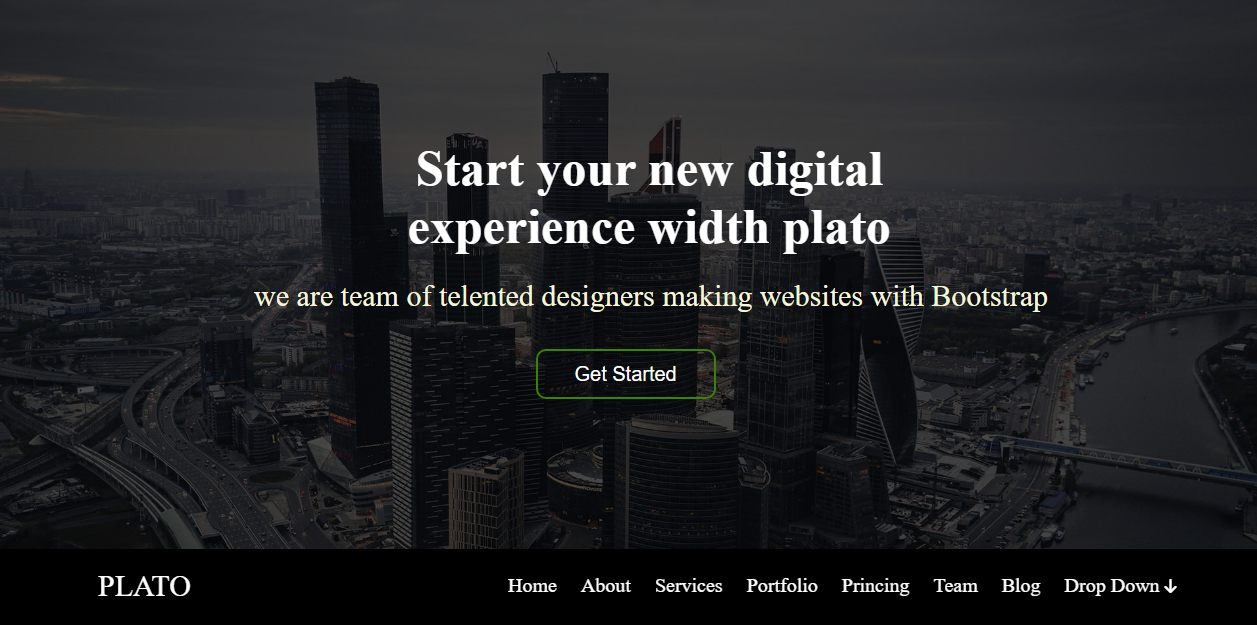 Start your new digital
experience width plato
we are team of telented designers making websites with Bootstrap
Get Started
PLATO
Home About Services Portfolio Princing Team Blog Drop Down